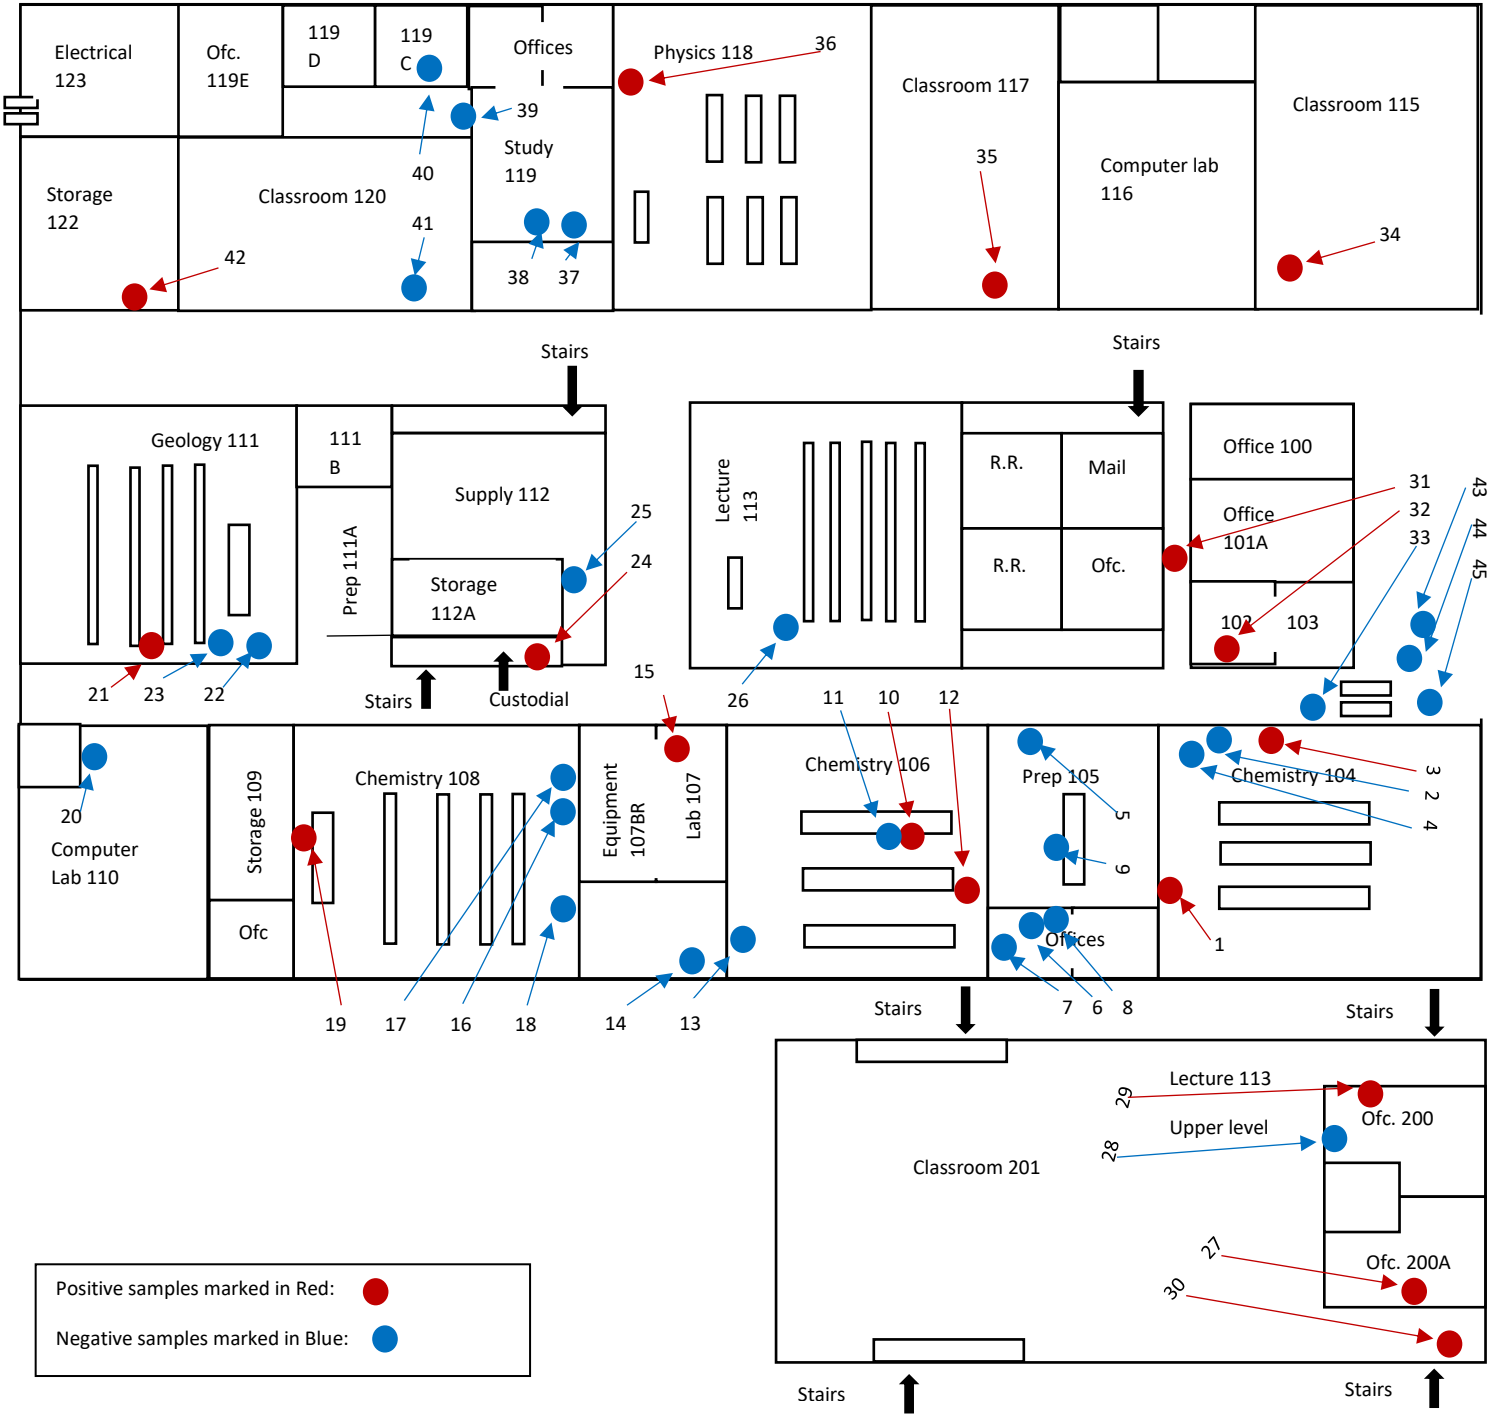 Electrical
123
Ofc.
119E
119
D
119
C
Offices
Physics 118
36
Classroom 117
Classroom 115
39
Study
119
40
35
Computer lab
116
Storage
122
Classroom 120
41
42
38
37
34
Stairs
Stairs
Geology 111
111
B
Supply 112
Prep 111A
Storage
112A
25
24
Lecture
113
R.R.
Mail
R.R.
Ofc.
Office 100
Office
101A
102
103
31
32
33
43
44
45
21
23
22
Stairs
Custodial
15
26
11
10
12
20
Computer
Lab 110
Storage 109
Ofc
Chemistry 108
Equipment
107BR
Lab 107
Chemistry 106
Prep 105
5
9
Offices
Chemistry 104
3
2
4
1
19
17
16
18
14
13
7
6
8
Stairs
Stairs
Lecture 113
Upper level
29
28
Ofc. 200
Classroom 201
27
30
Ofc. 200A
Stairs
Stairs
Positive samples marked in Red:
Negative samples marked in Blue: